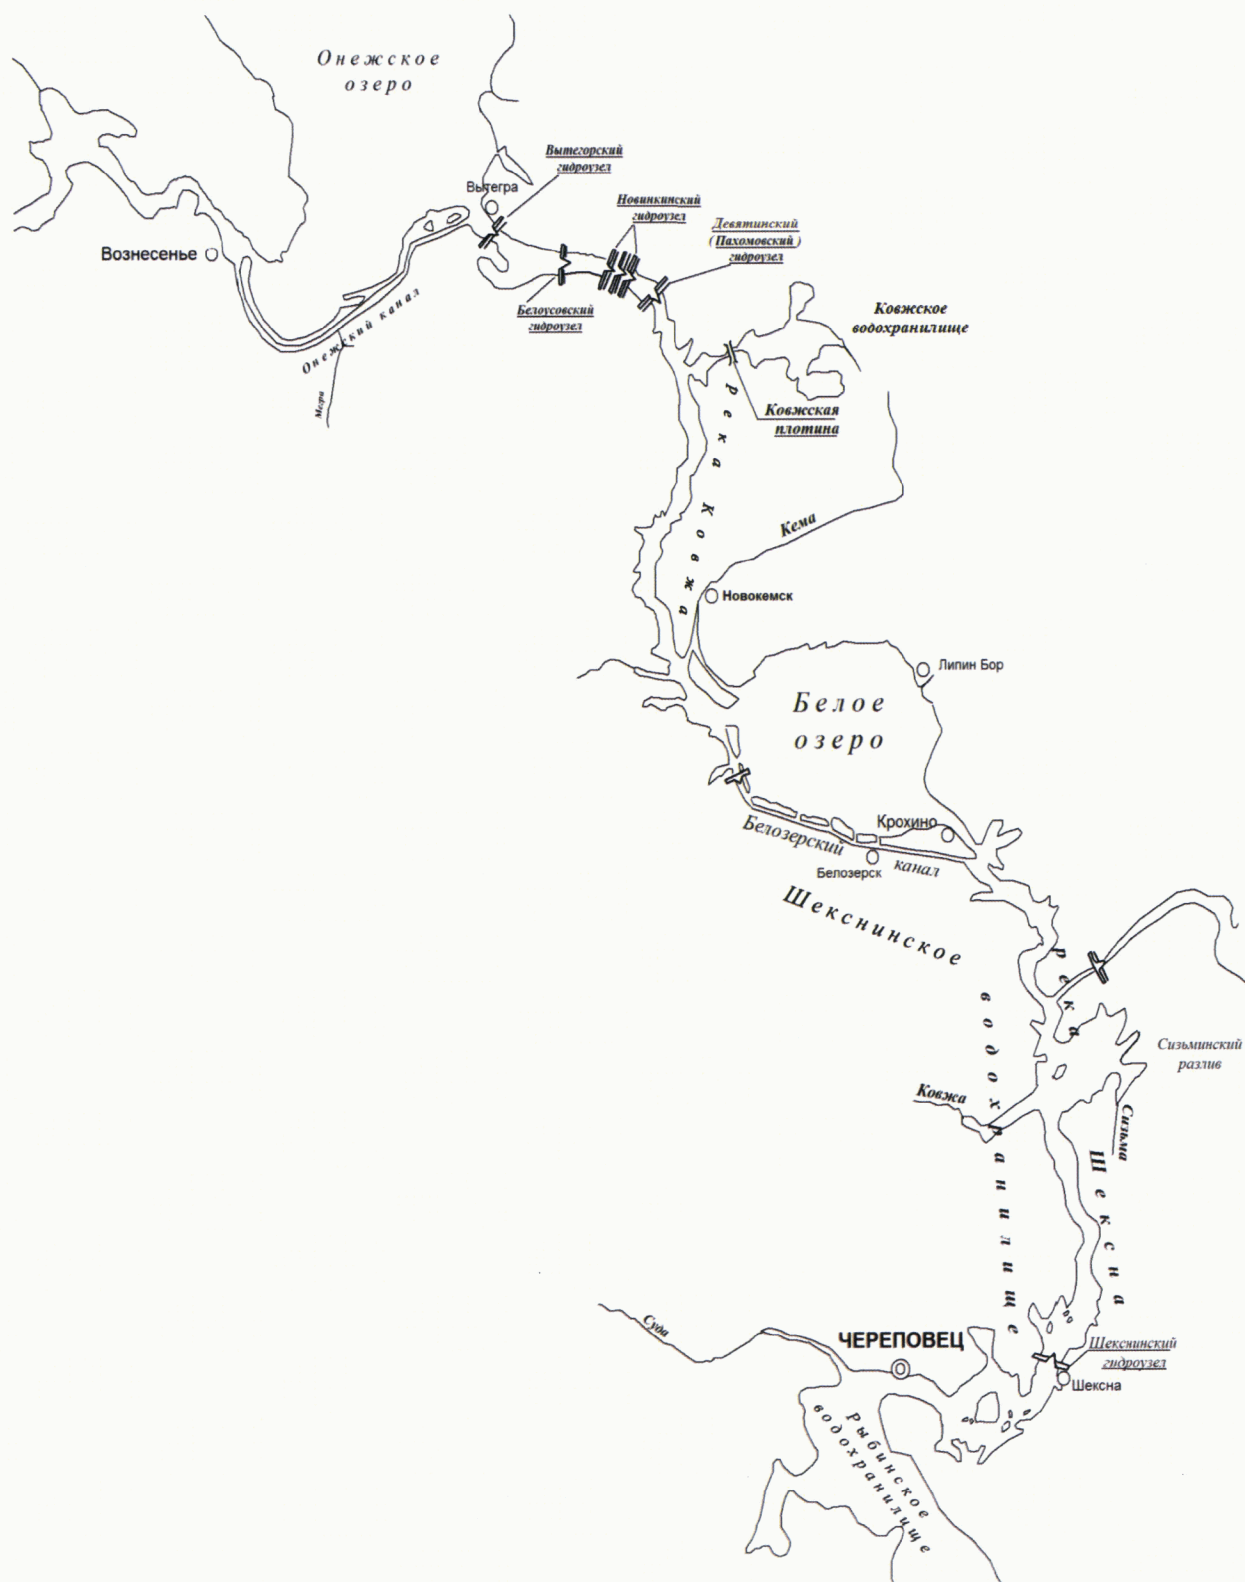 Онежское
озеро
Вытегорский
гидроузел
Вытегра
Новинкинский
гидроузел
Девятинский
(Пахомовский)
гидроузел
Вознесенье
Белоусовский
гидроузел
Онежский канал
Мегра
Ковжское
водохранилище
Ковжская
плотина
река Ковжа
Кема
Новокемск
Липин Бор
Белое
озеро
Крохино
Белозерский канал
Белозерск
Шекснинское водохранилище
река Шексна
Сизьминский
разлив
Ковжа
Сизьма
Суда
ЧЕРЕПОВЕЦ
Шекснинский
гидроузел
Шексна
Рыбинское
водохранилище